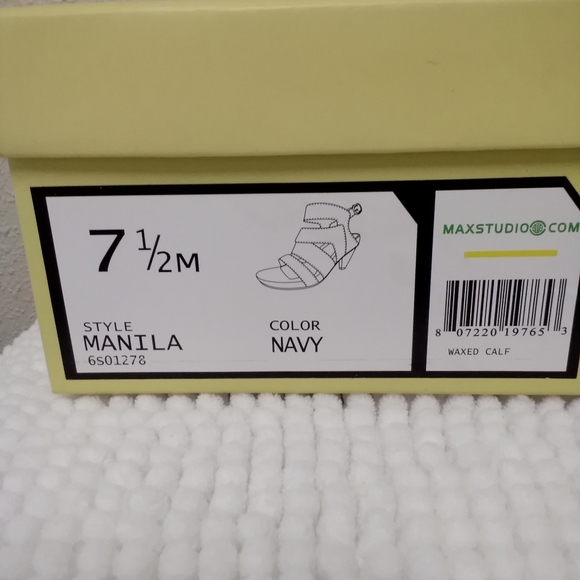 7 1/2M
STYLE
MANILA
6S01278
COLOR
NAVY
MAXSTUDIO COM
8 07220 19765 3
WAXED CALF